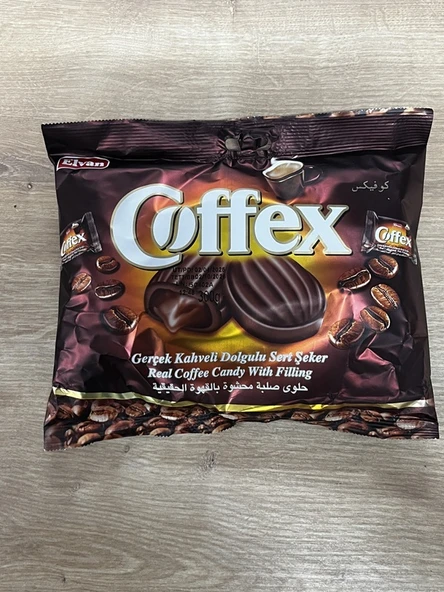 Elvan
كوفيكس
Coffex
Coffex
Coffex
300g
Gerçek Kahveli Dolgulu Sert Şeker
Real Coffee Candy With Filling
حلوى صلبة محشوة بالقهوة الحقيقية